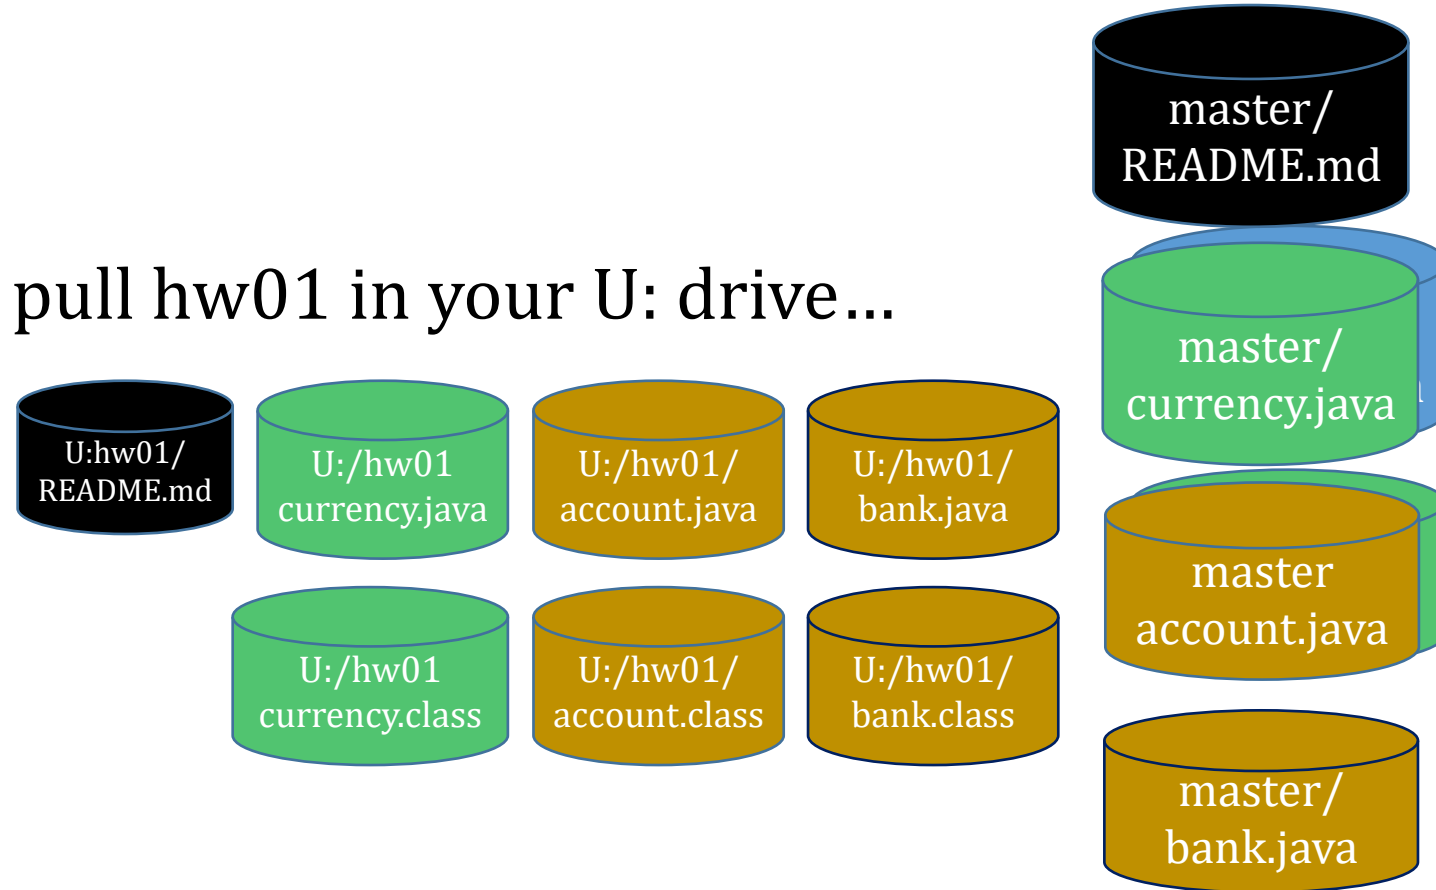 master/
README.md
pull hw01 in your U: drive…
master/
currency.java
U:hw01/
README.md
U:/hw01
currency.java
U:/hw01/
account.java
U:/hw01/
bank.java
master
account.java
U:/hw01
currency.class
U:/hw01/
account.class
U:/hw01/
bank.class
master/
bank.java